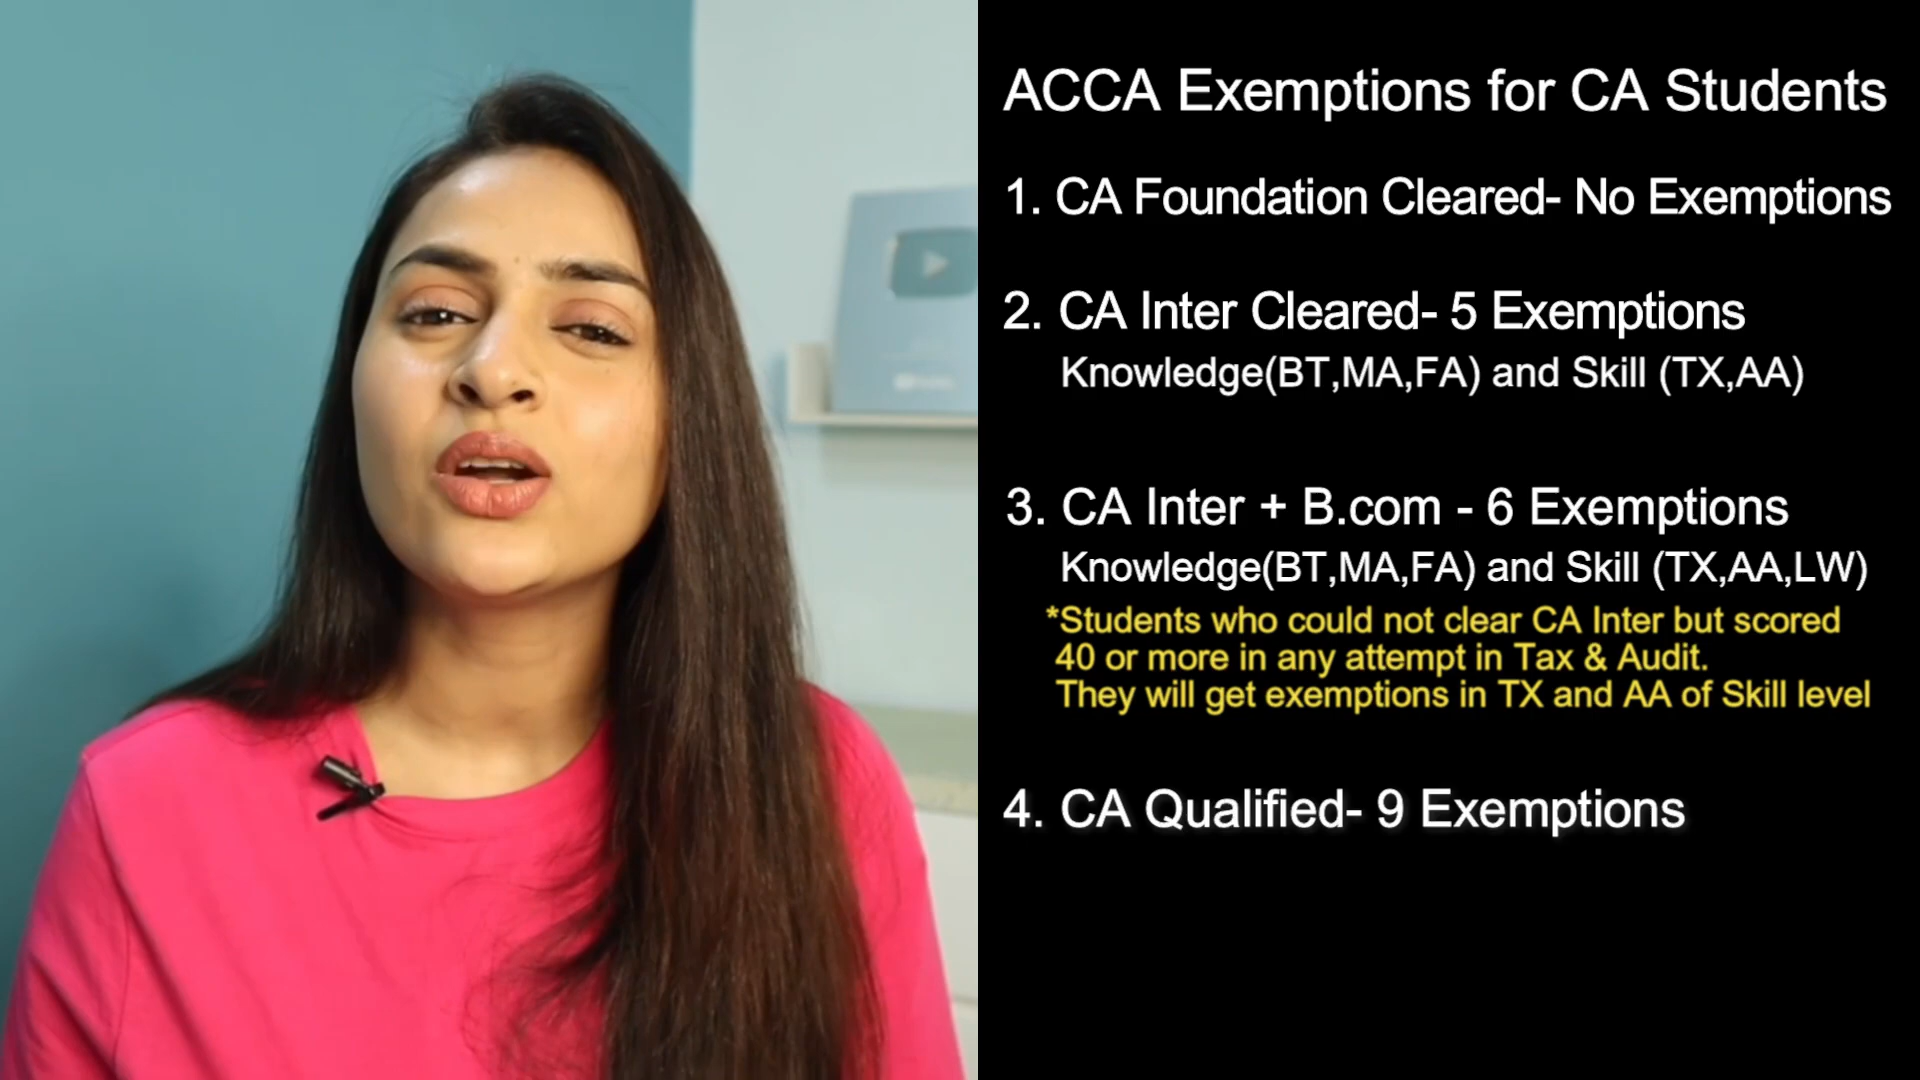 ACCA Exemptions for CA Students
1. CA Foundation Cleared- No Exemptions
2. CA Inter Cleared- 5 Exemptions
Knowledge(BT,MA,FA) and Skill (TX,AA)
3. CA Inter + B.com - 6 Exemptions
Knowledge(BT,MA,FA) and Skill (TX,AA,LW)
*Students who could not clear CA Inter but scored
40 or more in any attempt in Tax & Audit.
They will get exemptions in TX and AA of Skill level
4. CA Qualified- 9 Exemptions